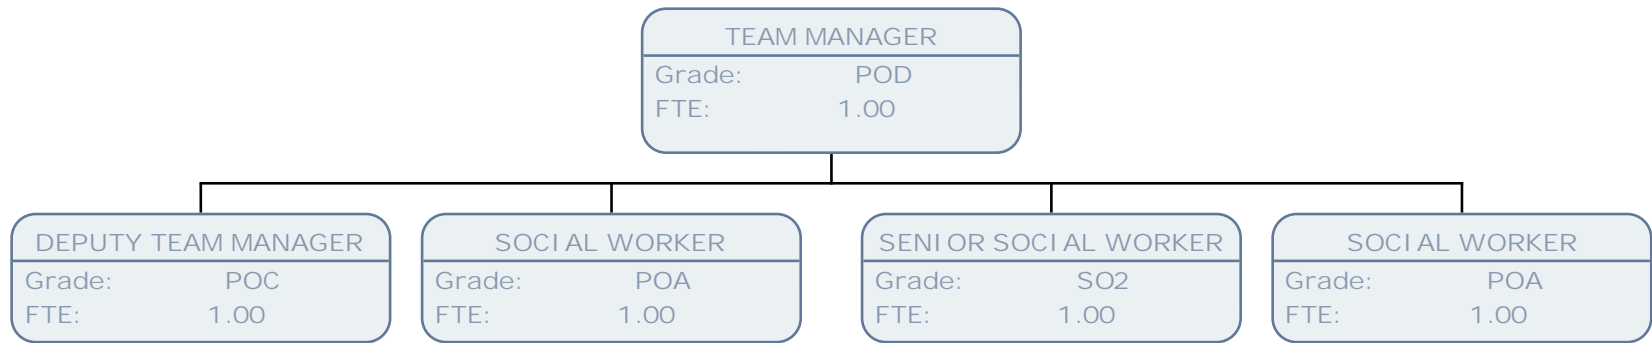 TEAM MANAGER
Grade: POD
FTE: 1.00
DEPUTY TEAM MANAGER
Grade: POC
FTE: 1.00
SOCIAL WORKER
Grade: POA
FTE: 1.00
SENIOR SOCIAL WORKER
Grade: SO2
FTE: 1.00
SOCIAL WORKER
Grade: POA
FTE: 1.00